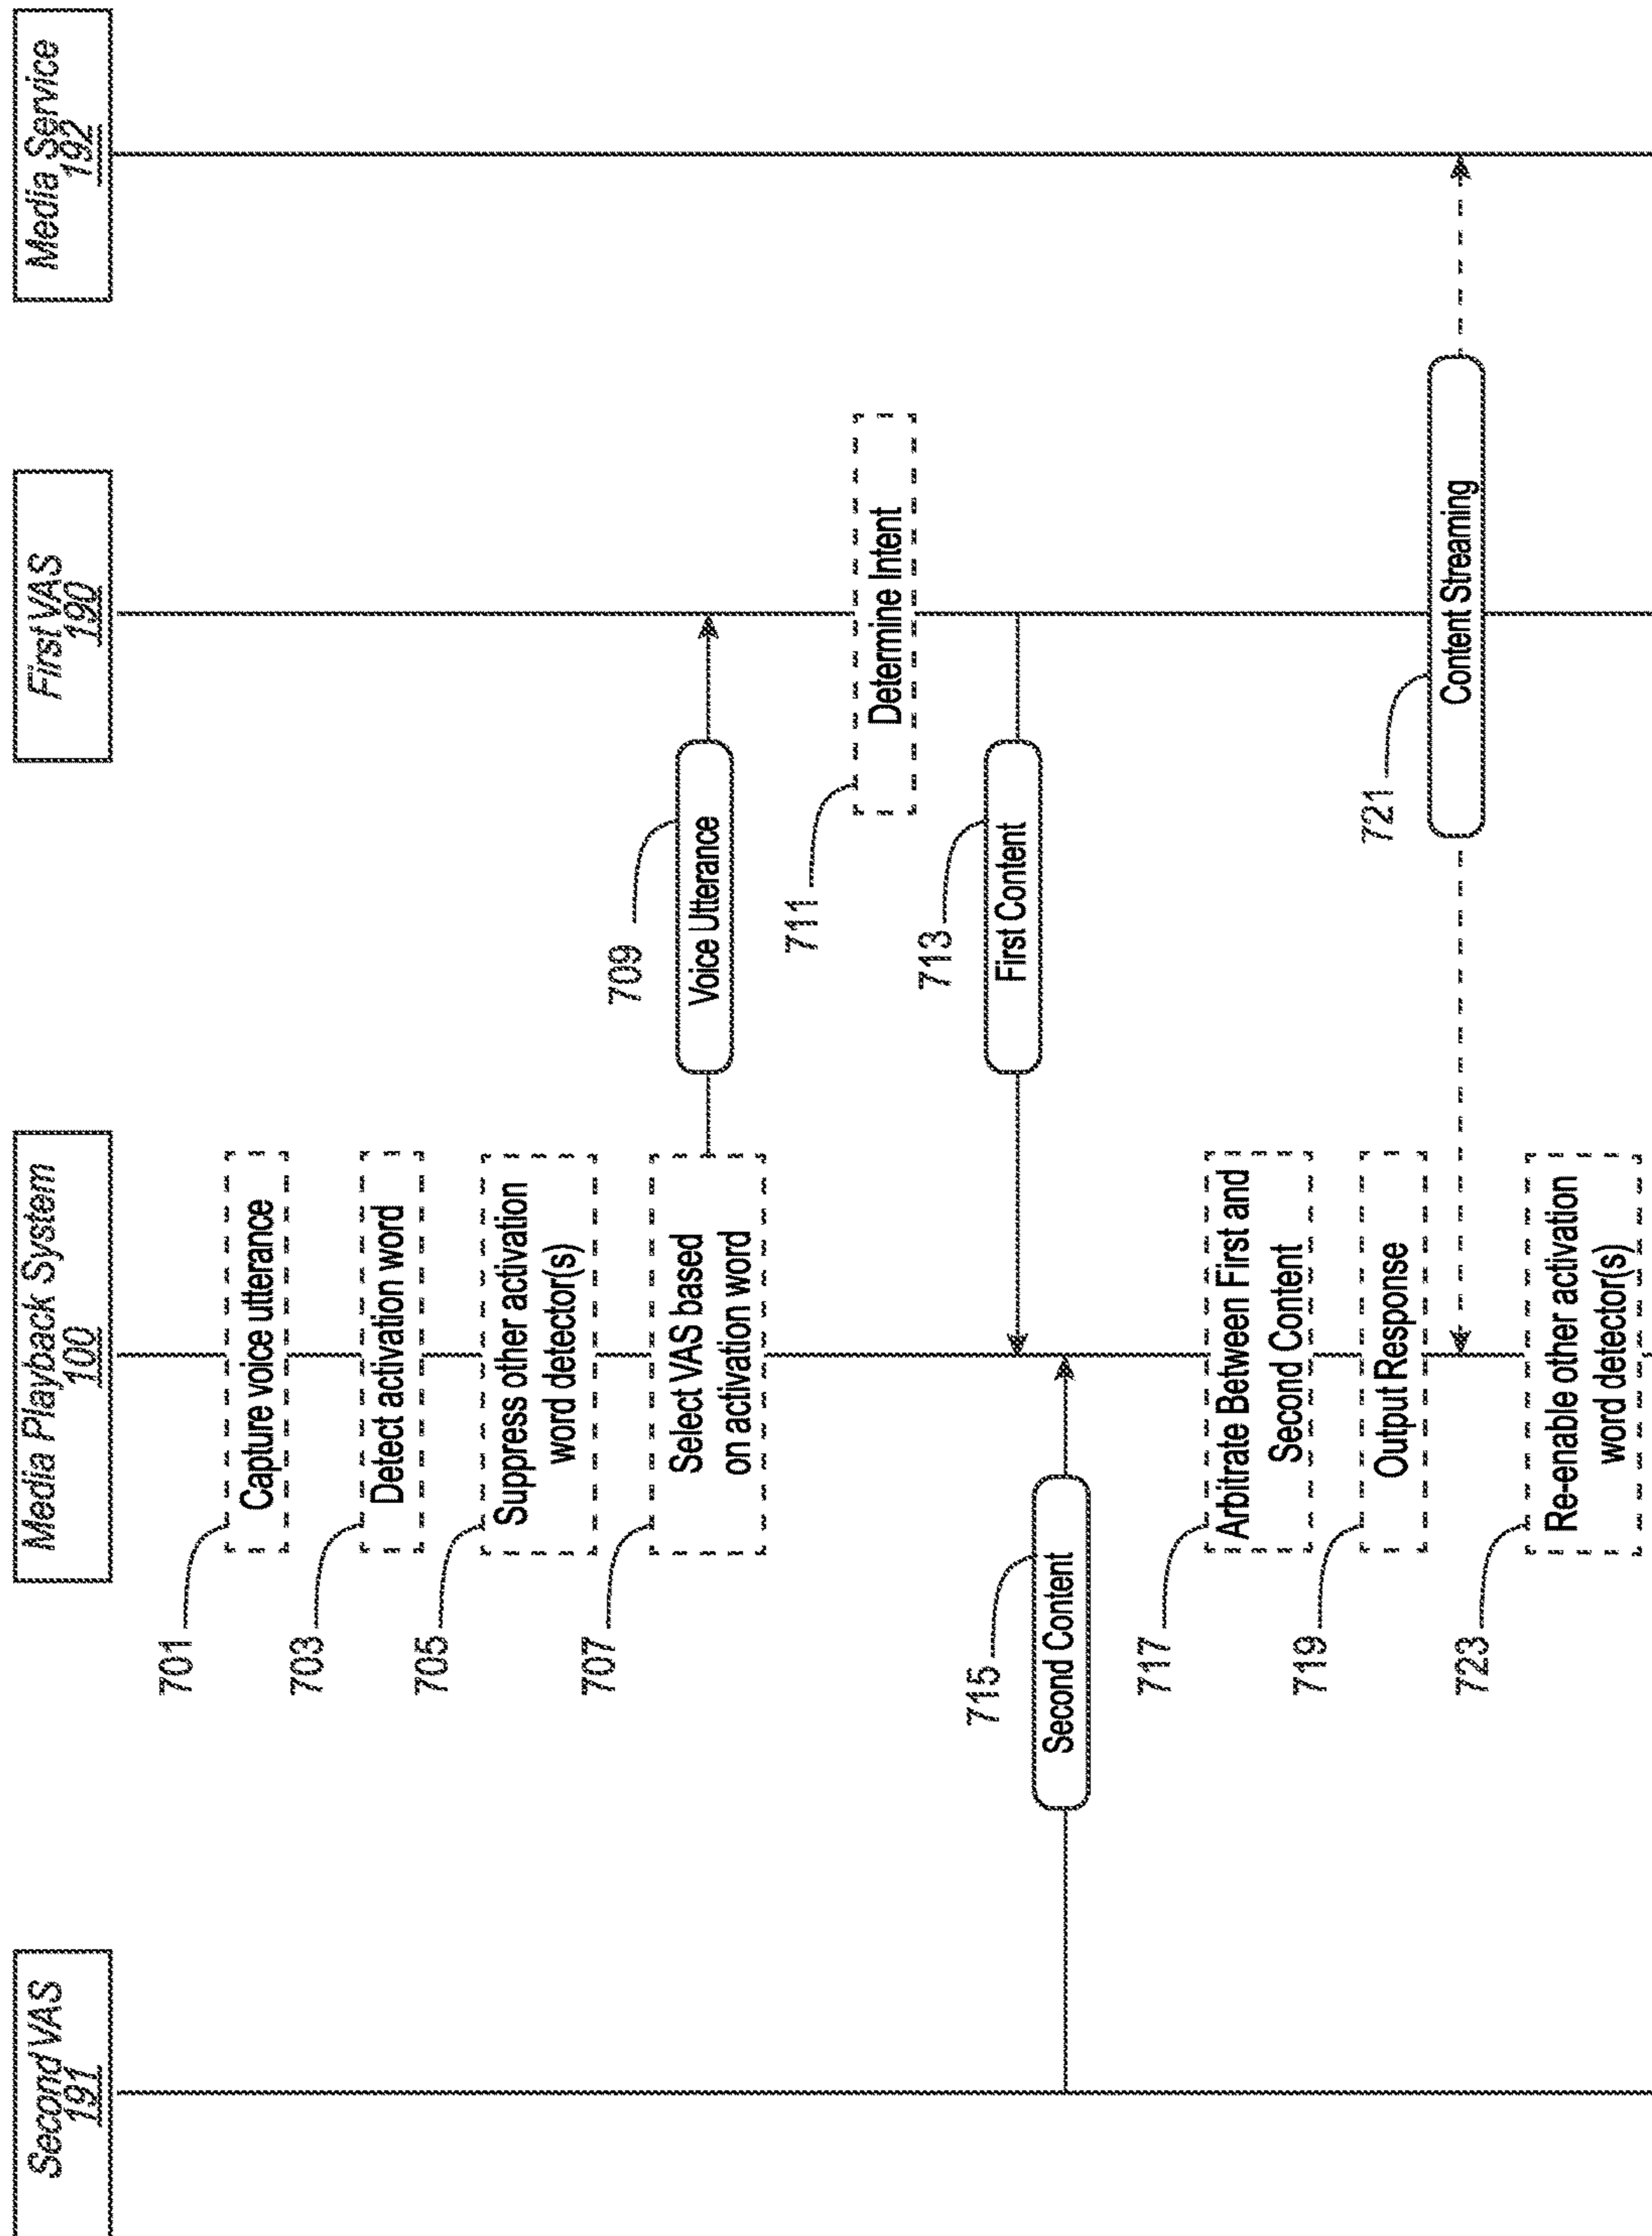 Second VAS
191
Media Playback System
100
First VAS
190
Media Service
192
701
Capture voice utterance
703
Detect activation word
705
Suppress other activation
word detector(s)
707
Select VAS based
on activation word
709
Voice Utterance
711
Determine Intent
713
First Content
715
Second Content
717
Arbitrate Between First and
Second Content
719
Output Response
721
Content Streaming
723
Re-enable other activation
word detector(s)